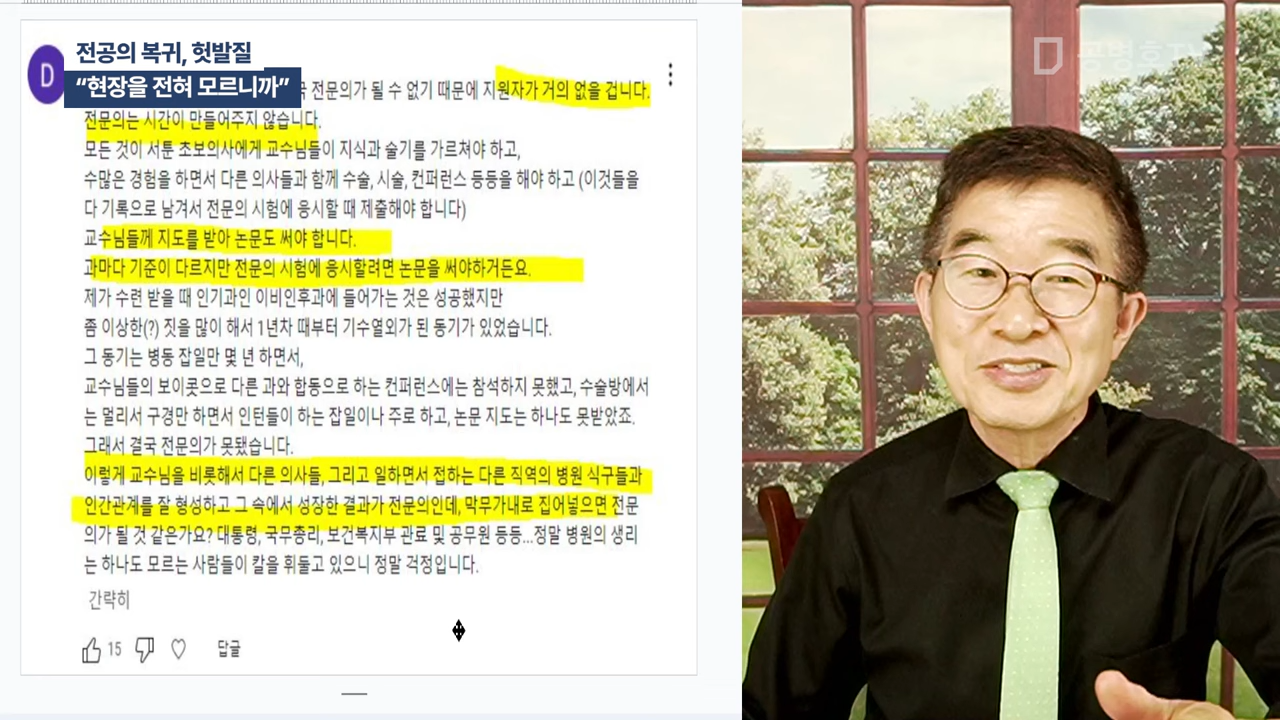 전공의 복귀, 헛발질
“현장을 전혀 모르니까”
공병호TV
D
전문의가 될 수 없기 때문에 지원자가 거의 없을 겁니다.
전문의는 시간이 만들어주지 않습니다.
모든 것이 서툰 초보의사에게 교수님들이 지식과 술기를 가르쳐야 하고,
수많은 경험을 하면서 다른 의사들과 함께 수술, 시술, 컨퍼런스 등등을 해야 하고 (이것들을
다 기록으로 남겨서 전문의 시험에 응시할 때 제출해야 합니다)
교수님들께 지도를 받아 논문도 써야 합니다.
과마다 기준이 다르지만 전문의 시험에 응시할려면 논문을 써야하거든요.
제가 수련 받을 때 인기과인 이비인후과에 들어가는 것은 성공했지만
좀 이상한(?) 짓을 많이 해서 1년차 때부터 기수열외가 된 동기가 있었습니다.
그 동기는 병동 잡일만 몇 년 하면서,
교수님들의 보이콧으로 다른 과와 합동으로 하는 컨퍼런스에는 참석하지 못했고, 수술방에서
는 멀리서 구경만 하면서 인턴들이 하는 잡일이나 주로 하고, 논문 지도는 하나도 못받았죠.
그래서 결국 전문의가 못됐습니다.
이렇게 교수님을 비롯해서 다른 의사들, 그리고 일하면서 접하는 다른 직역의 병원 식구들과
인간관계를 잘 형성하고 그 속에서 성장한 결과가 전문의인데, 막무가내로 집어넣으면 전문
의가 될 것 같은가요? 대통령, 국무총리, 보건복지부 관료 및 공무원 등등...정말 병원의 생리
는 하나도 모르는 사람들이 칼을 휘둘고 있으니 정말 걱정입니다.
간략히
15 답글